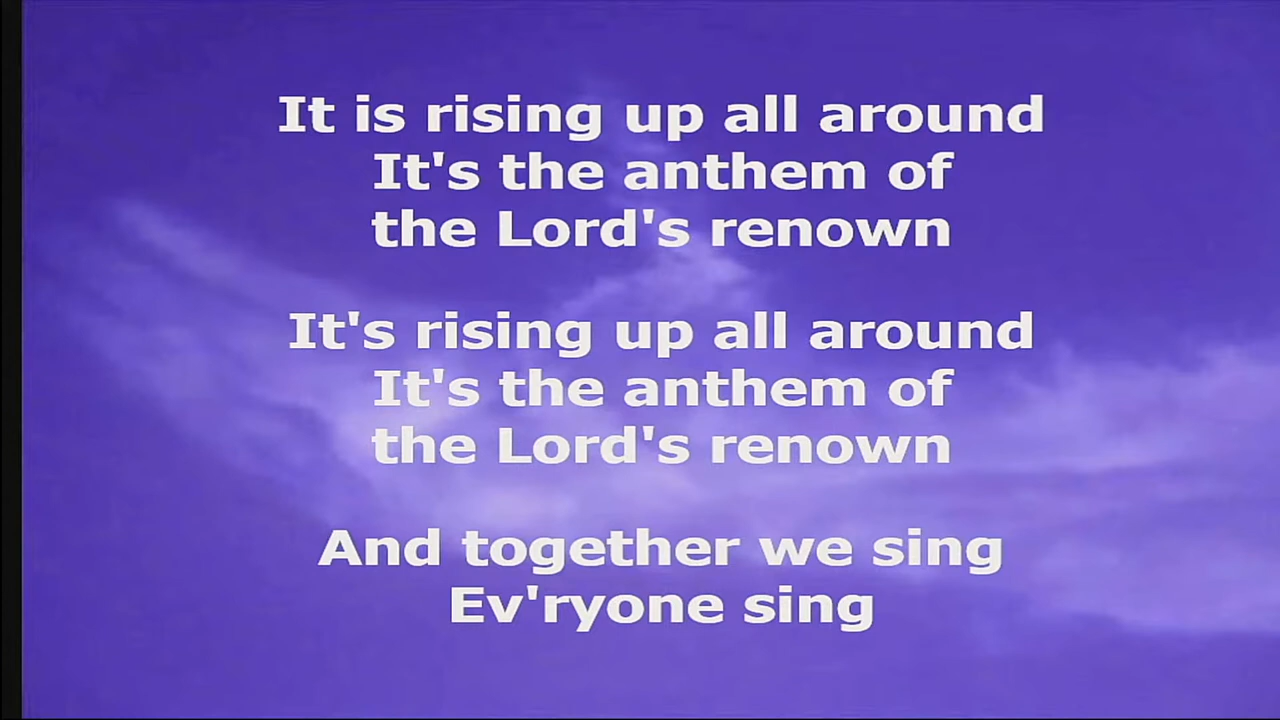 It is rising up all around
It's the anthem of
the Lord's renown
It's rising up all around
It's the anthem of
the Lord's renown
And together we sing
Ev'ryone sing